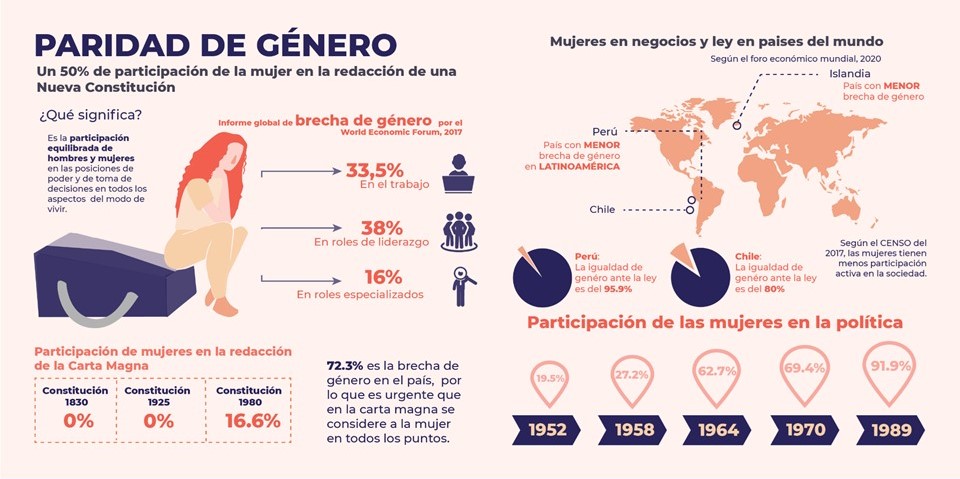 PARIDAD DE GÉNERO
Un 50% de participación de la mujer en la redacción de una
Nueva Constitución
¿Qué significa?
Es la participación
equilibrada de
hombres y mujeres
en las posiciones de
poder y de toma de
decisiones en todos los
aspectos del modo de
vivir.
Informe global de brecha de género por el
World Economic Forum, 2017
33,5%
En el trabajo
38%
En roles de liderazgo
16%
En roles especializados
Participación de mujeres en la redacción
de la Carta Magna
Constitución
1830
0%
Constitución
1925
0%
Constitución
1980
16.6%
72.3% es la brecha de
género en el país, por
lo que es urgente que
en la carta magna se
considere a la mujer
en todos los puntos.
Mujeres en negocios y ley en paises del mundo
Según el foro económico mundial, 2020
Islandia
País con MENOR
brecha de género
Perú
País con MENOR
brecha de género
en LATINOAMÉRICA
Chile
Según el CENSO del
2017, las mujeres tienen
menos participación
activa en la sociedad.
Perú:
La igualdad de
genéro ante la ley
es del 95.9%
Chile:
La igualdad de
genéro ante la ley
es del 80%
Participación de las mujeres en la política
19.5%
27.2%
62.7%
69.4%
91.9%
1952
1958
1964
1970
1989